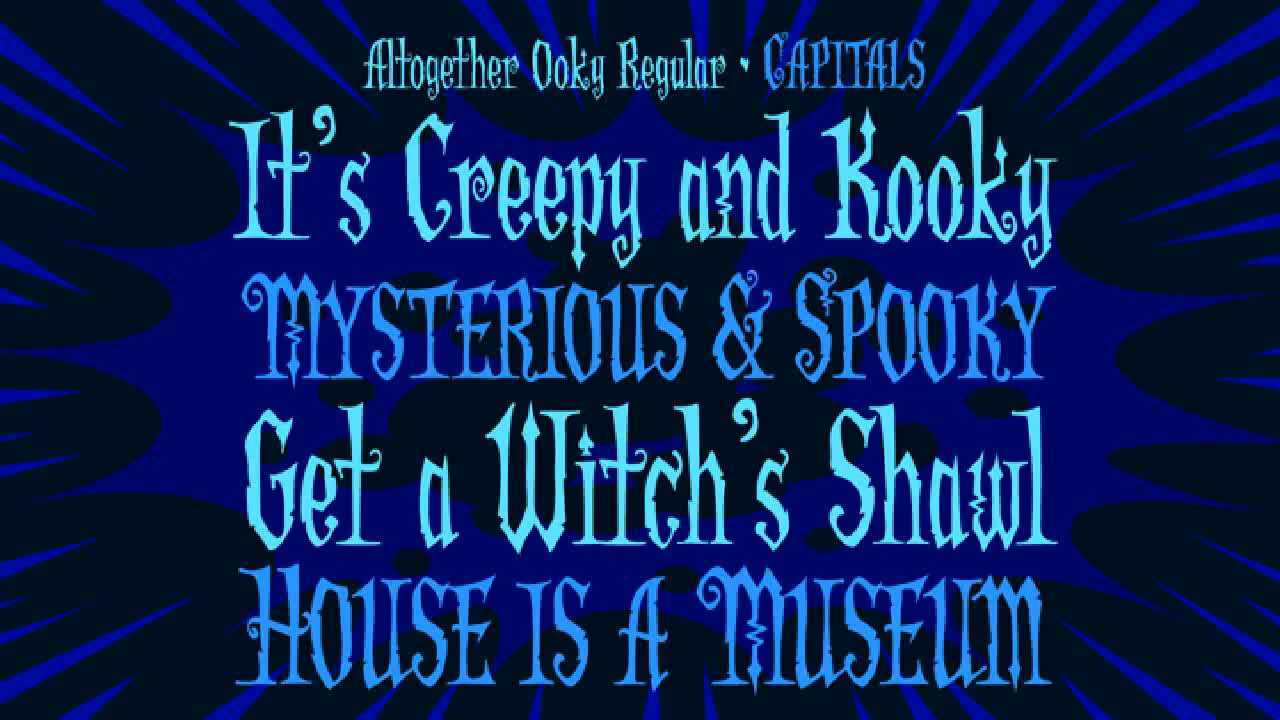 Altogether Ooky Regular • CAPITALS
It's Creepy and Kooky
MYSTERIOUS & SPOOKY
Get a Witch's Shawl
HOUSE IS A MUSEUM